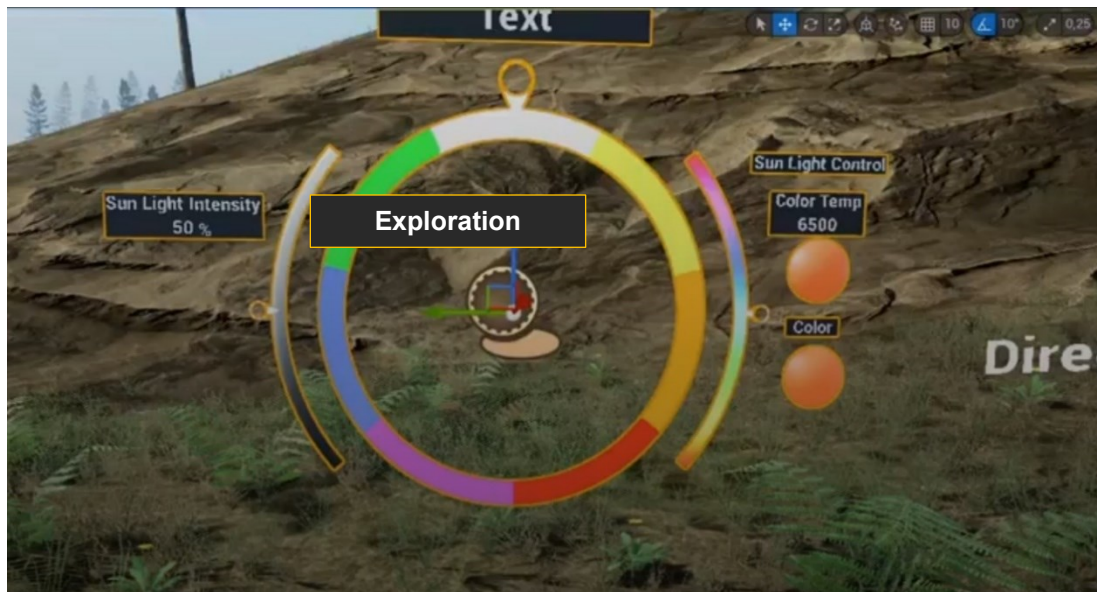 Text
10
10°
0,25
Sun Light Control
Sun Light Intensity
50 %
Color Temp
6500
Exploration
Color
Dire